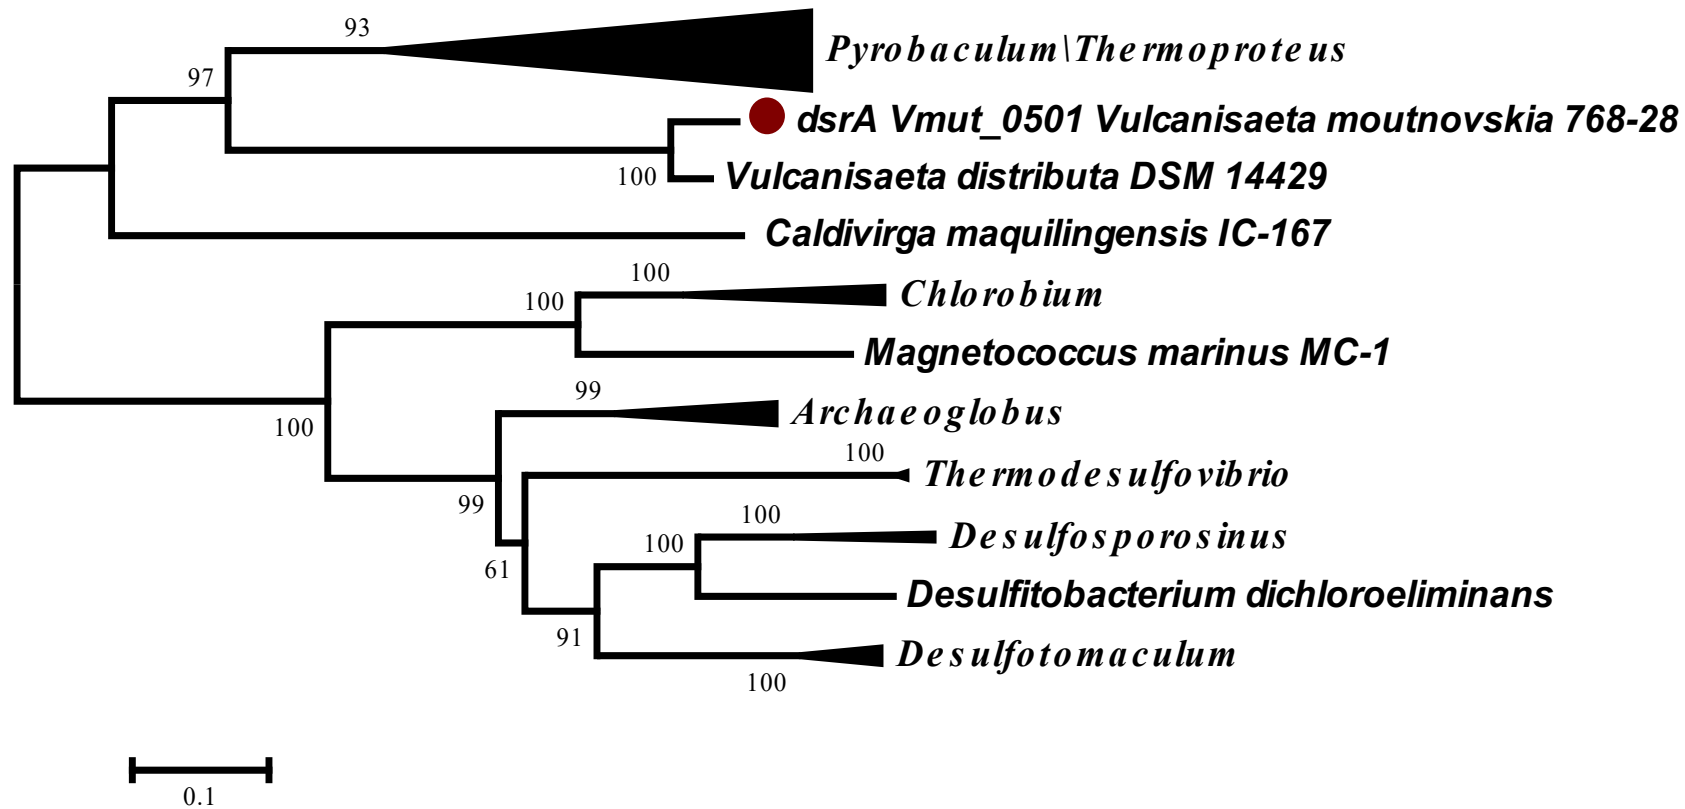 93
Pyrobaculum\Thermoproteus
97
dsrA Vmut_0501 Vulcanisaeta moutnovskia 768-28
100
Vulcanisaeta distributa DSM 14429
Caldivirga maquilingensis IC-167
100
Chlorobium
100
Magnetococcus marinus MC-1
99
Archaeoglobus
100
100
Thermodesulfovibrio
99
100
Desulfosporosinus
100
61
Desulfitobacterium dichloroeliminans
91
Desulfotomaculum
100
0.1